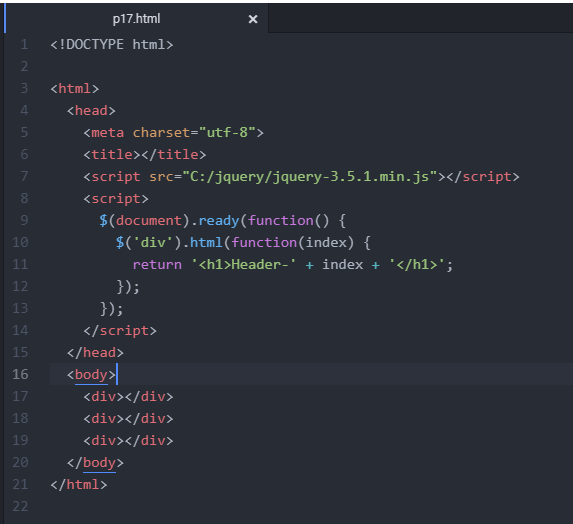 p17.html ×
1 <!DOCTYPE html>
2
3 <html>
4   <head>
5     <meta charset="utf-8">
6     <title></title>
7     <script src="C:/jquery/jquery-3.5.1.min.js"></script>
8     <script>
9       $(document).ready(function() {
10         $('div').html(function(index) {
11           return '<h1>Header-' + index + '</h1>';
12         });
13       });
14     </script>
15   </head>
16   <body>
17     <div></div>
18     <div></div>
19     <div></div>
20   </body>
21 </html>
22